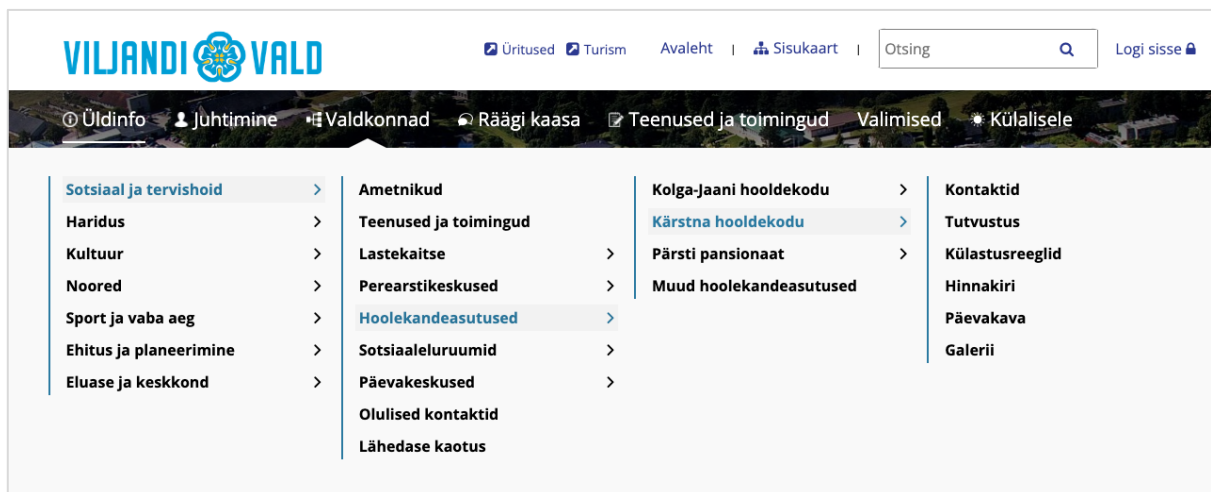 VILJANDI VALD
Üritused Turism Avaleht | Sisukaart | Otsing Logi sisse
Üldinfo Juhtimine Valdkonnad Räägi kaasa Teenused ja toimingud Valimised Külalisele
Sotsiaal ja tervishoid
Haridus
Kultuur
Noored
Sport ja vaba aeg
Ehitus ja planeerimine
Eluase ja keskkond
Ametnikud
Teenused ja toimingud
Lastekaitse
Perearstikeskused
Hoolekandeasutused
Sotsiaaleluruumid
Päevakeskused
Olulised kontaktid
Lähedase kaotus
Kolga-Jaani hooldekodu
Kärstna hooldekodu
Pärsti pansionaat
Muud hoolekandeasutused
Kontaktid
Tutvustus
Külastusreeglid
Hinnakiri
Päevakava
Galerii